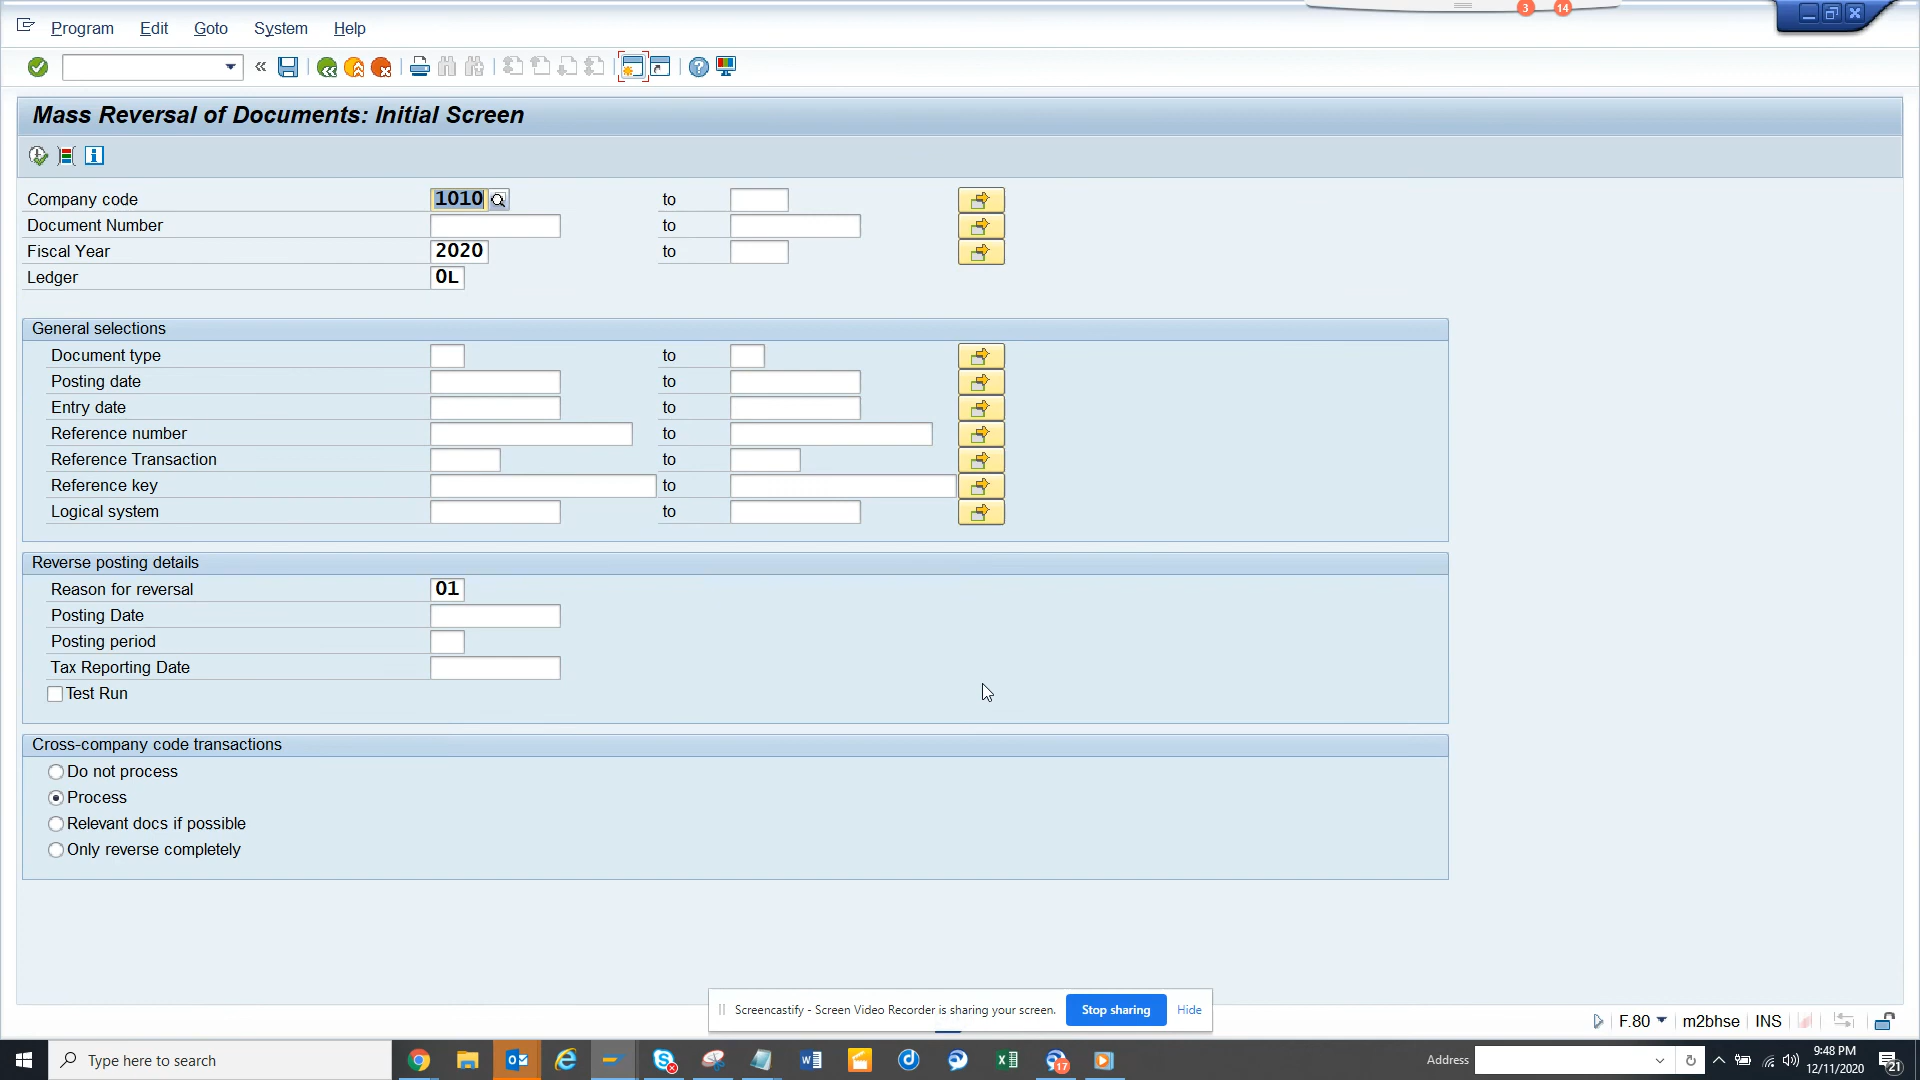 Program Edit Goto System Help
3 14
Mass Reversal of Documents: Initial Screen
Company code 1010 to
Document Number to
Fiscal Year 2020 to
Ledger 0L
General selections
Document type to
Posting date to
Entry date to
Reference number to
Reference Transaction to
Reference key to
Logical system to
Reverse posting details
Reason for reversal 01
Posting Date
Posting period
Tax Reporting Date
Test Run
Cross-company code transactions
Do not process
Process
Relevant docs if possible
Only reverse completely
Screencastify - Screen Video Recorder is sharing your screen. Stop sharing Hide
F.80 m2bhse INS
Type here to search
17
Address
9:48 PM
12/11/2020
21